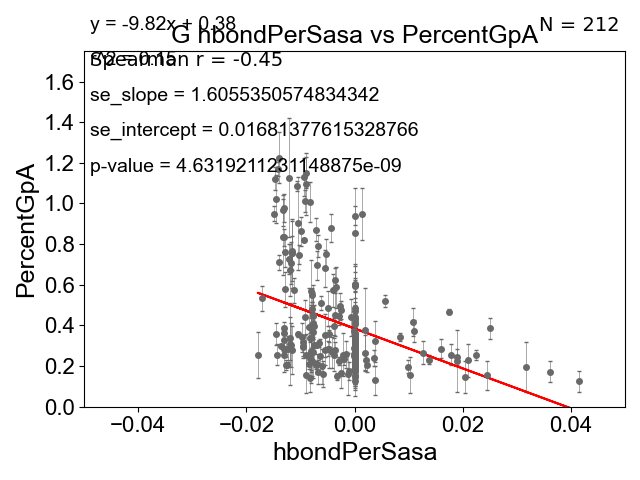 y = -9.82x + 0.38
N = 212
G hbondPerSasa vs PercentGpA
Spearman r = -0.45
se_slope = 1.6055350574834342
se_intercept = 0.01681377615328766
p-value = 4.6319211231148875e-09
PercentGpA
1.6
1.4
1.2
1.0
0.8
0.6
0.4
0.2
0.0
−0.04
−0.02
0.00
0.02
0.04
hbondPerSasa